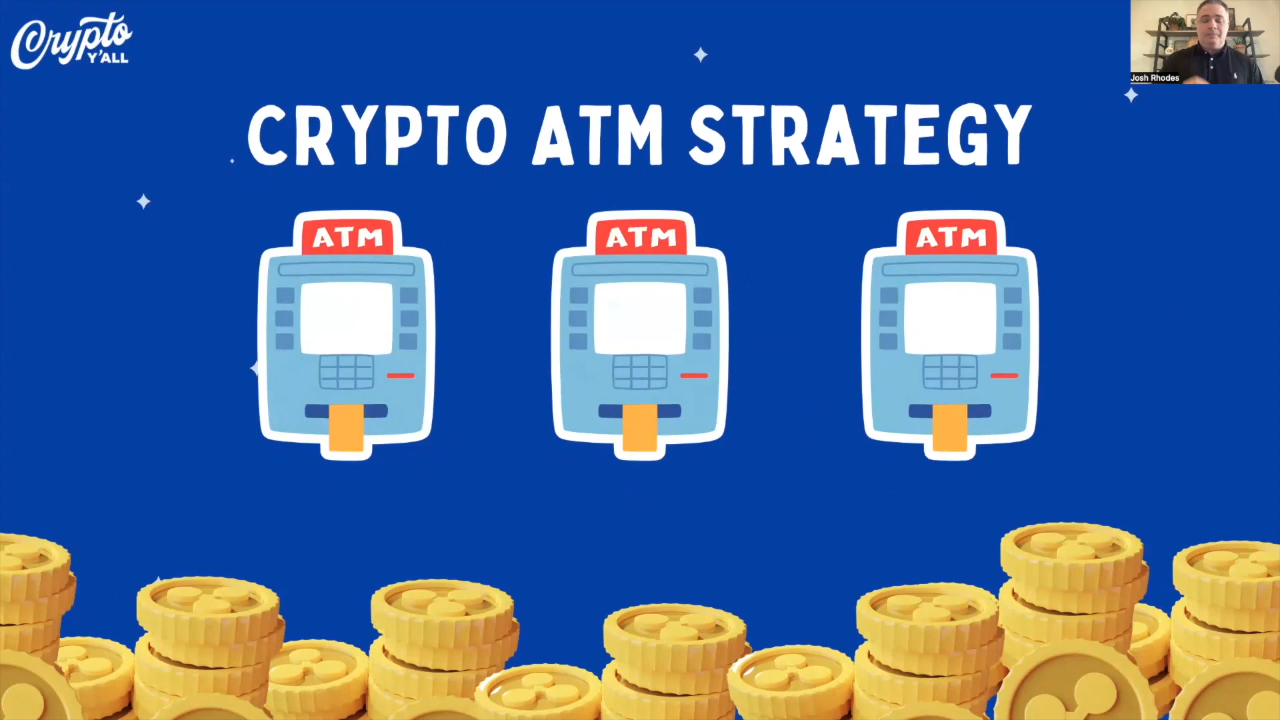 Crypto
Y'ALL
Josh Rhodes
CRYPTO ATM STRATEGY
ATM
ATM
ATM